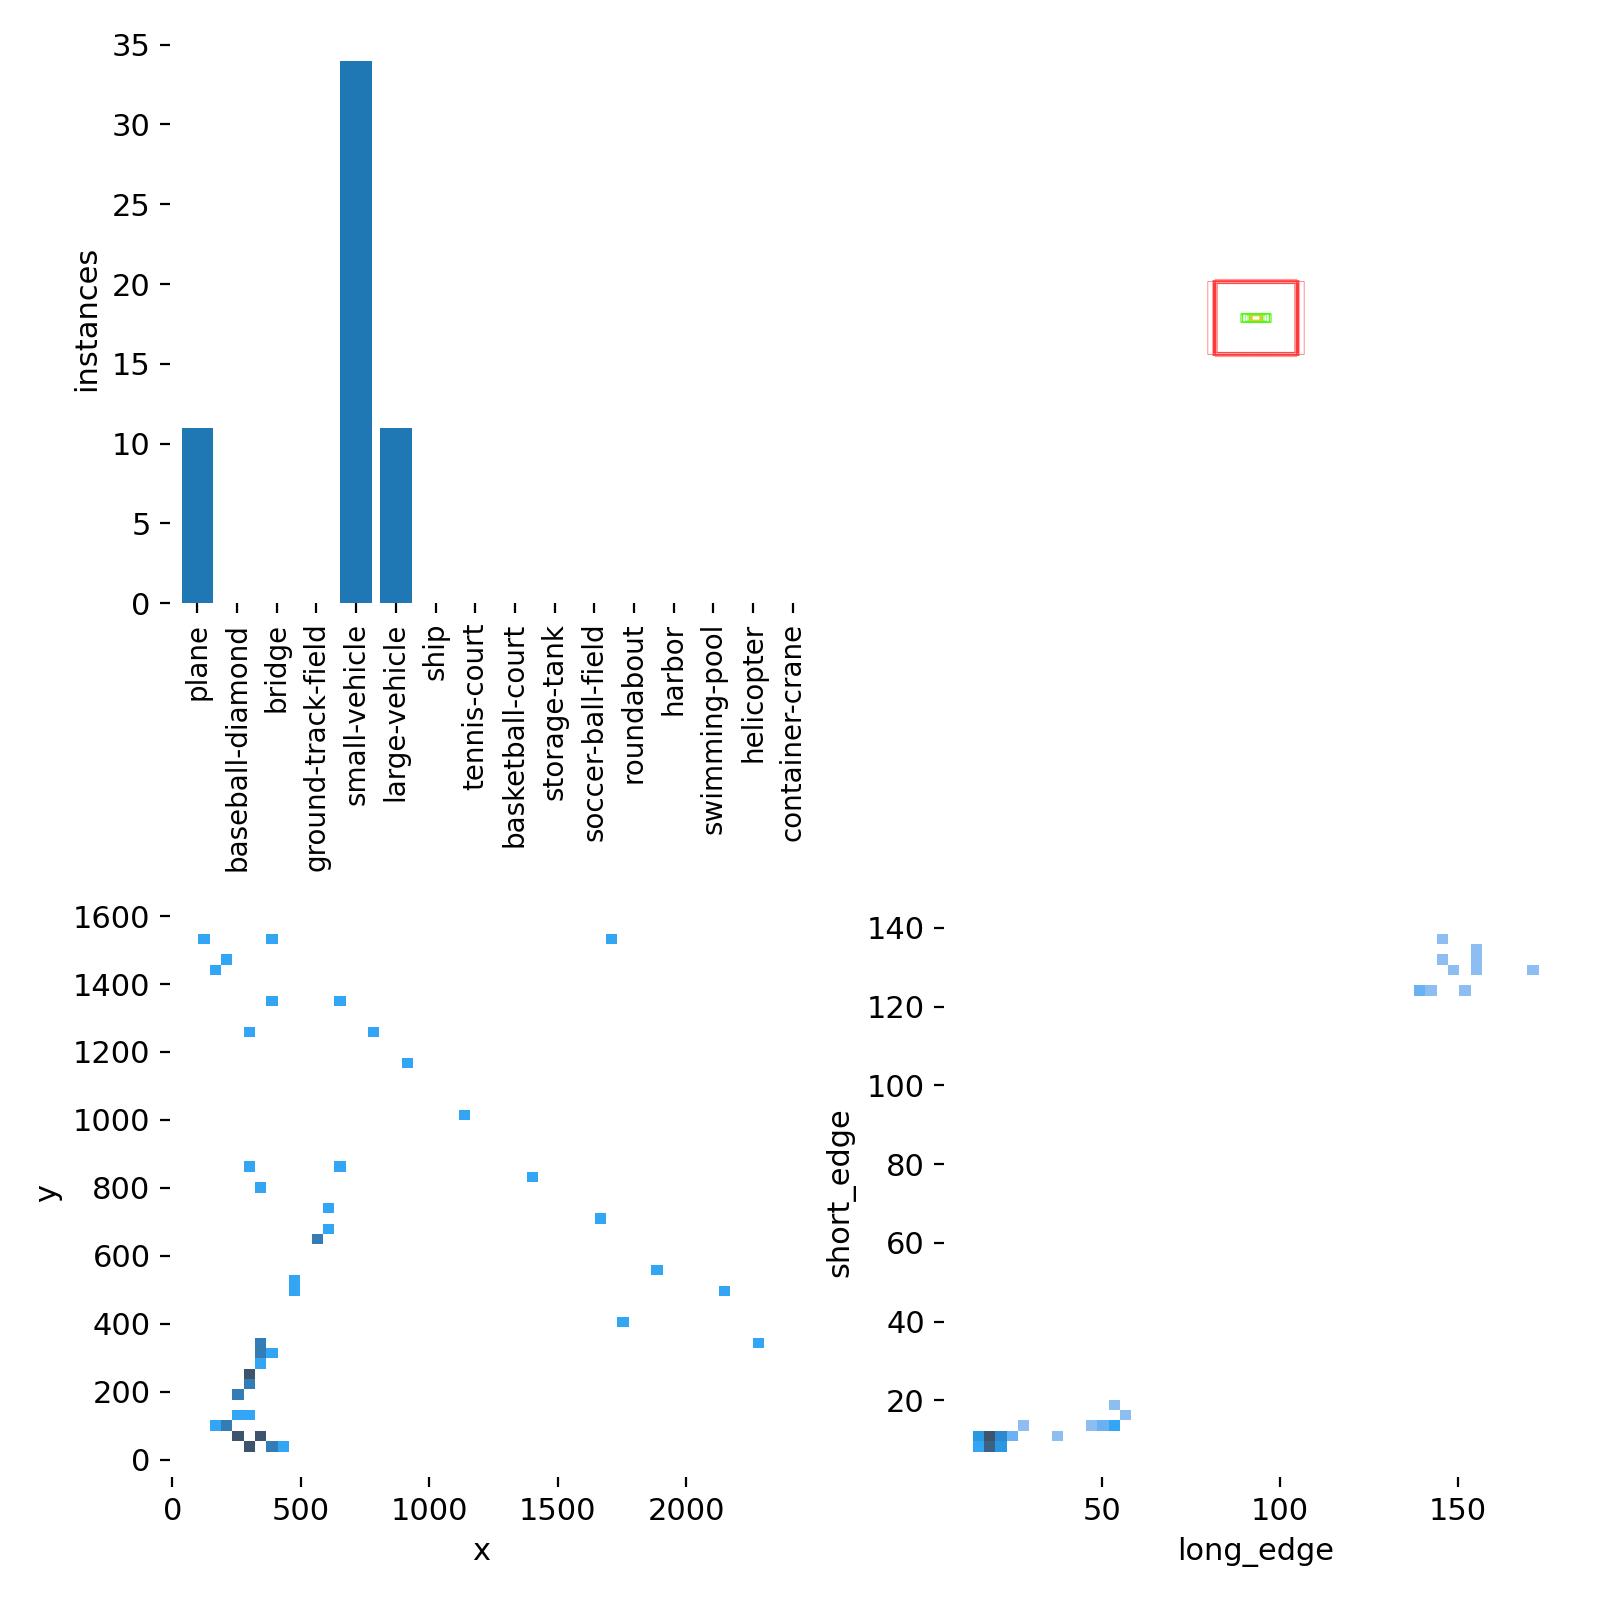 35
30
25
20
15
10
5
0
instances
plane
baseball-diamond
bridge
ground-track-field
small-vehicle
large-vehicle
ship
tennis-court
basketball-court
storage-tank
soccer-ball-field
roundabout
harbor
swimming-pool
helicopter
container-crane
1600
1400
1200
1000
800
600
400
200
0
y
0 500 1000 1500 2000
x
140
120
100
80
60
40
20
short_edge
50 100 150
long_edge